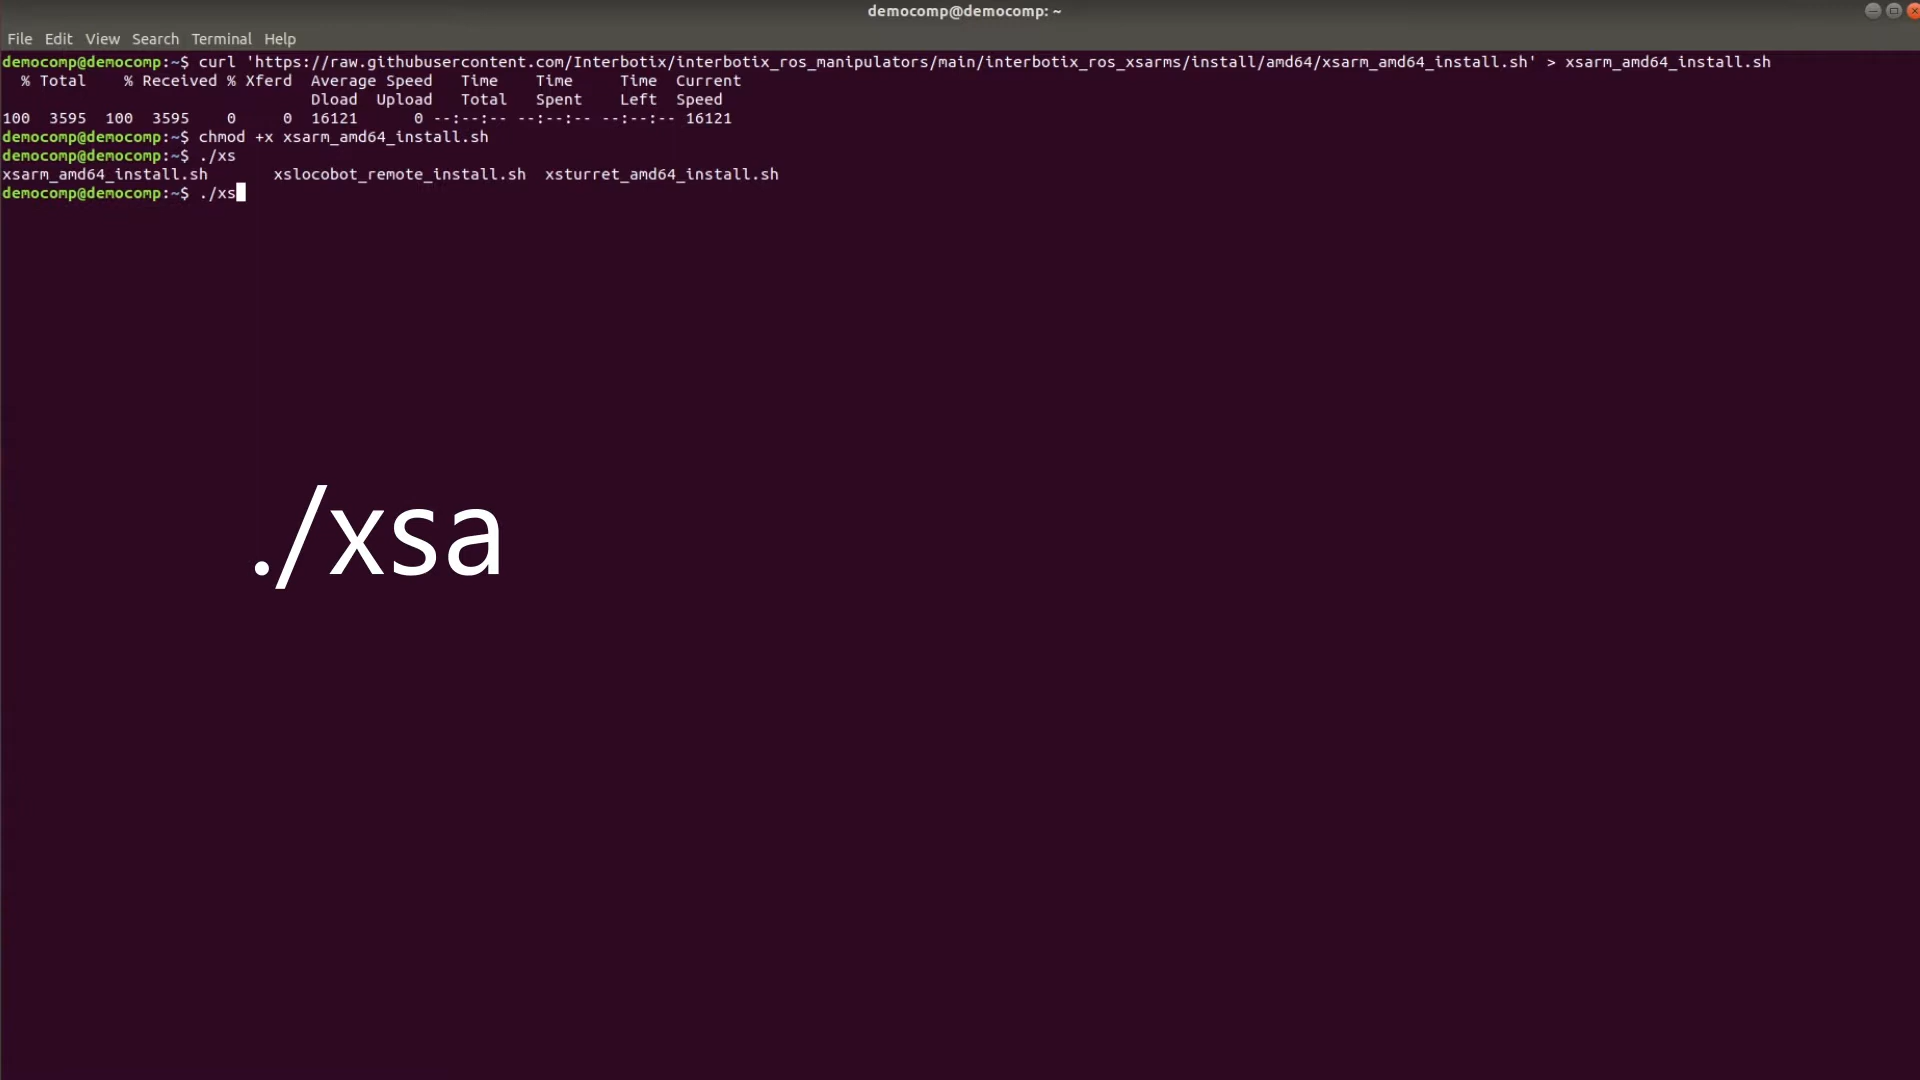 democomp@democomp: ~
File Edit View Search Terminal Help
democomp@democomp:~$ curl 'https://raw.githubusercontent.com/Interbotix/interbotix_ros_manipulators/main/interbotix_ros_xsarms/install/amd64/xsarm_amd64_install.sh' > xsarm_amd64_install.sh
% Total % Received % Xferd Average Speed Time Time Time Current
Dload Upload Total Spent Left Speed
100 3595 100 3595 0 0 16121 0 --:--:-- --:--:-- --:--:-- 16121
democomp@democomp:~$ chmod +x xsarm_amd64_install.sh
democomp@democomp:~$ ./xs
xsarm_amd64_install.sh xslocobot_remote_install.sh xsturret_amd64_install.sh
democomp@democomp:~$ ./xs
./xsa